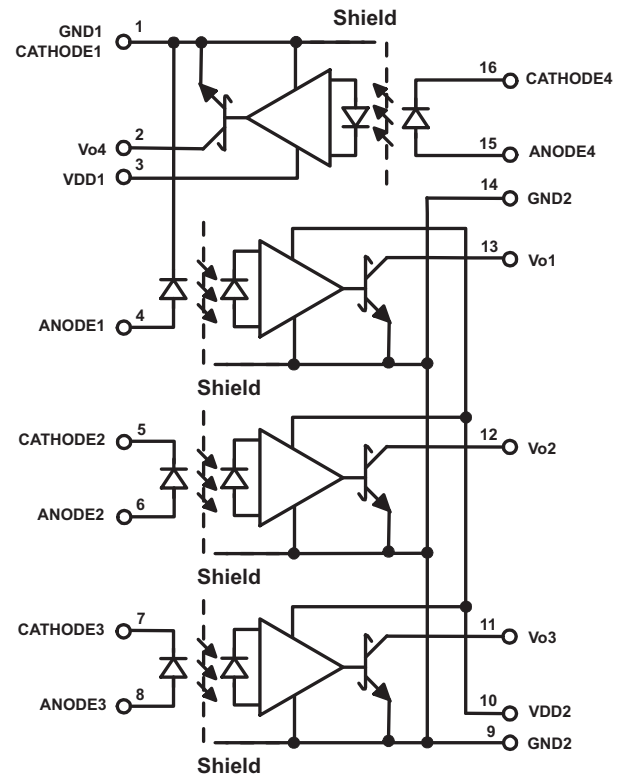 Shield
GND1 1
CATHODE1
16 CATHODE4
2
Vo4
3
VDD1
15 ANODE4
14 GND2
13 Vo1
4
ANODE1
Shield
CATHODE2 5
12 Vo2
ANODE2 6
Shield
CATHODE3 7
11 Vo3
ANODE3 8
10 VDD2
9 GND2
Shield